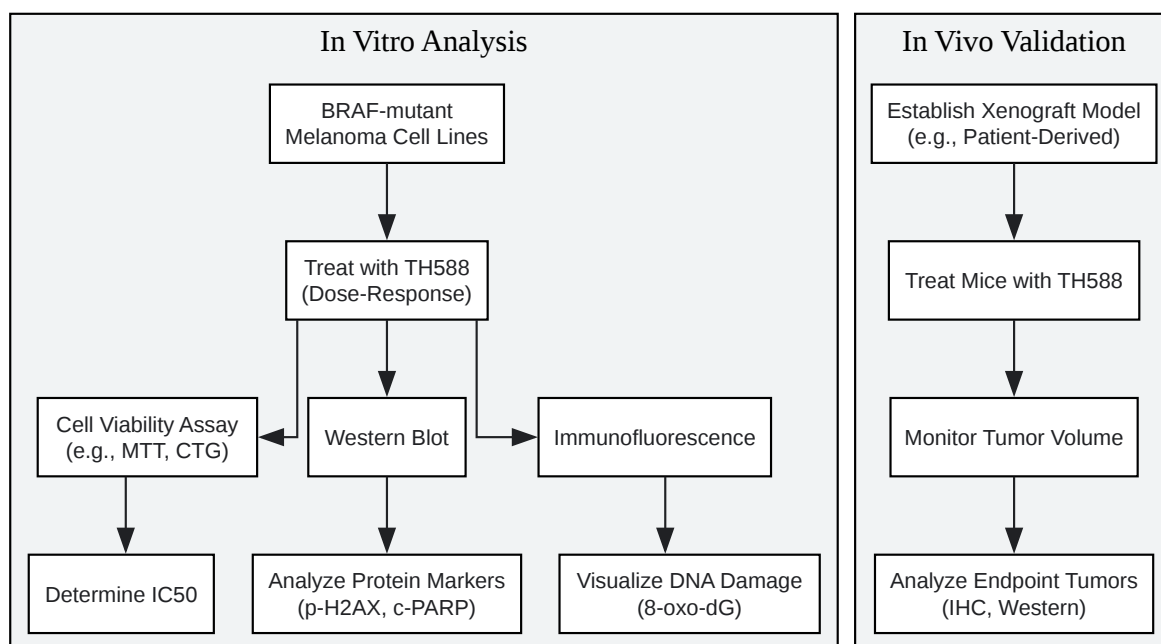 In Vitro Analysis
BRAF-mutant
Melanoma Cell Lines
Treat with TH588
(Dose-Response)
Cell Viability Assay
(e.g., MTT, CTG)
Western Blot
Immunofluorescence
Determine IC50
Analyze Protein Markers
(p-H2AX, c-PARP)
Visualize DNA Damage
(8-oxo-dG)
In Vivo Validation
Establish Xenograft Model
(e.g., Patient-Derived)
Treat Mice with TH588
Monitor Tumor Volume
Analyze Endpoint Tumors
(IHC, Western)